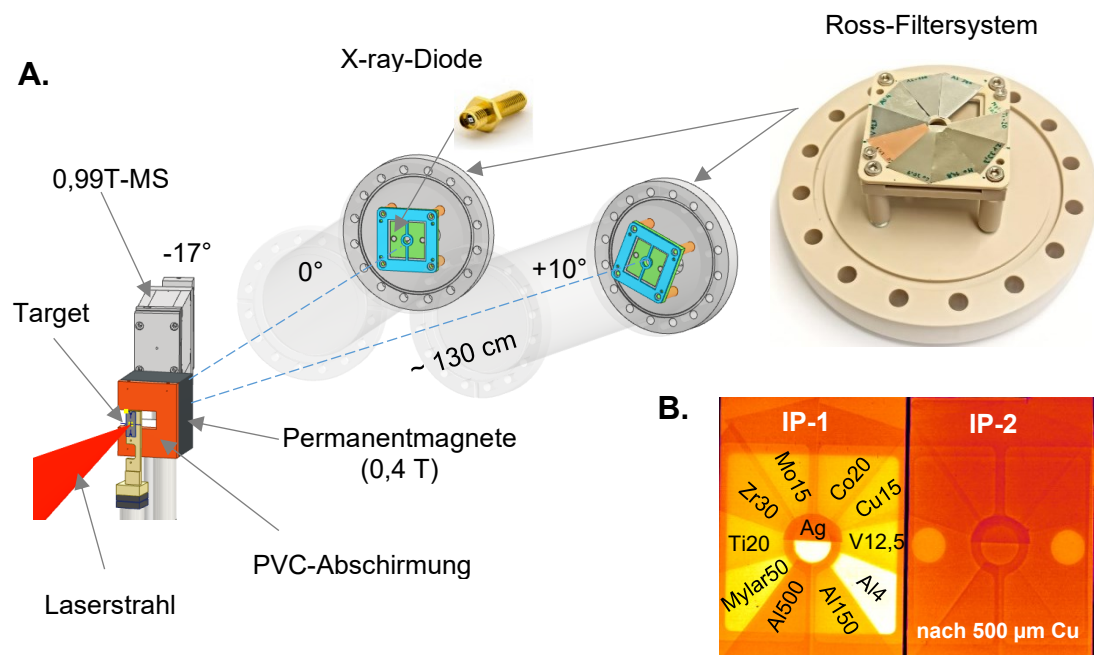 Ross-Filtersystem
A.
X-ray-Diode
0,99T-MS
-17°
0°
+10°
Target
~ 130 cm
B.
Permanentmagnete
(0,4 T)
PVC-Abschirmung
Laserstrahl
IP-1
IP-2
Mo15
Co20
Zr30
Cu15
Ag
Ti20
V12,5
Mylar50
Al4
Al500
Al150
nach 500 µm Cu